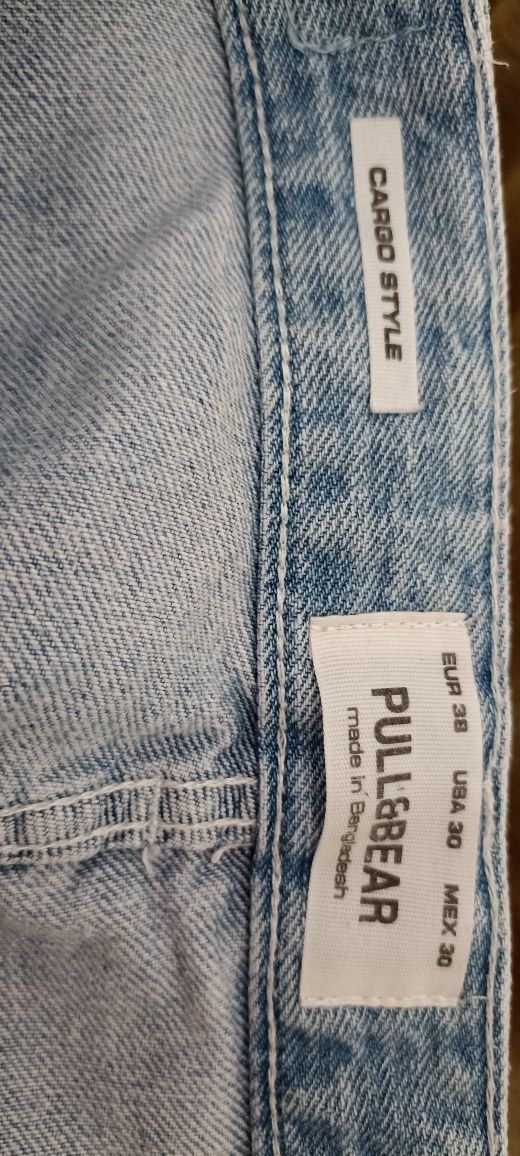 CARGO STYLE
EUR 38 USA 30 MEX 30
PULL&BEAR
made in Bangladesh